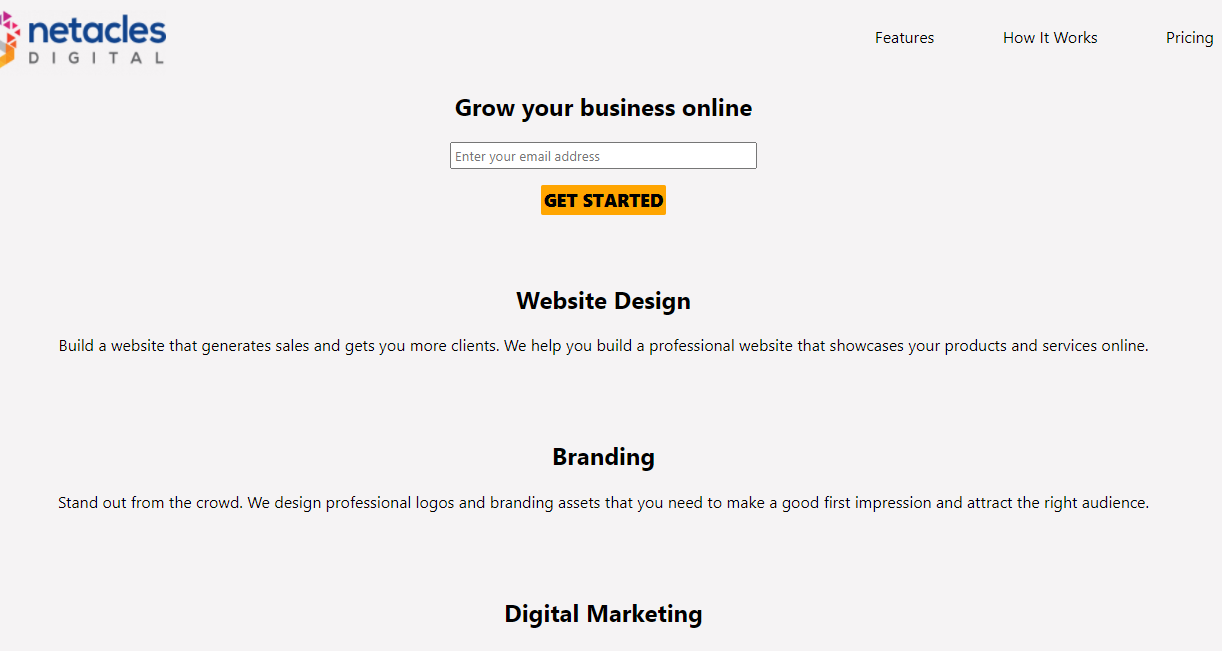 netacles
DIGITAL
Features How It Works Pricing
Grow your business online
Enter your email address
GET STARTED
Website Design
Build a website that generates sales and gets you more clients. We help you build a professional website that showcases your products and services online.
Branding
Stand out from the crowd. We design professional logos and branding assets that you need to make a good first impression and attract the right audience.
Digital Marketing